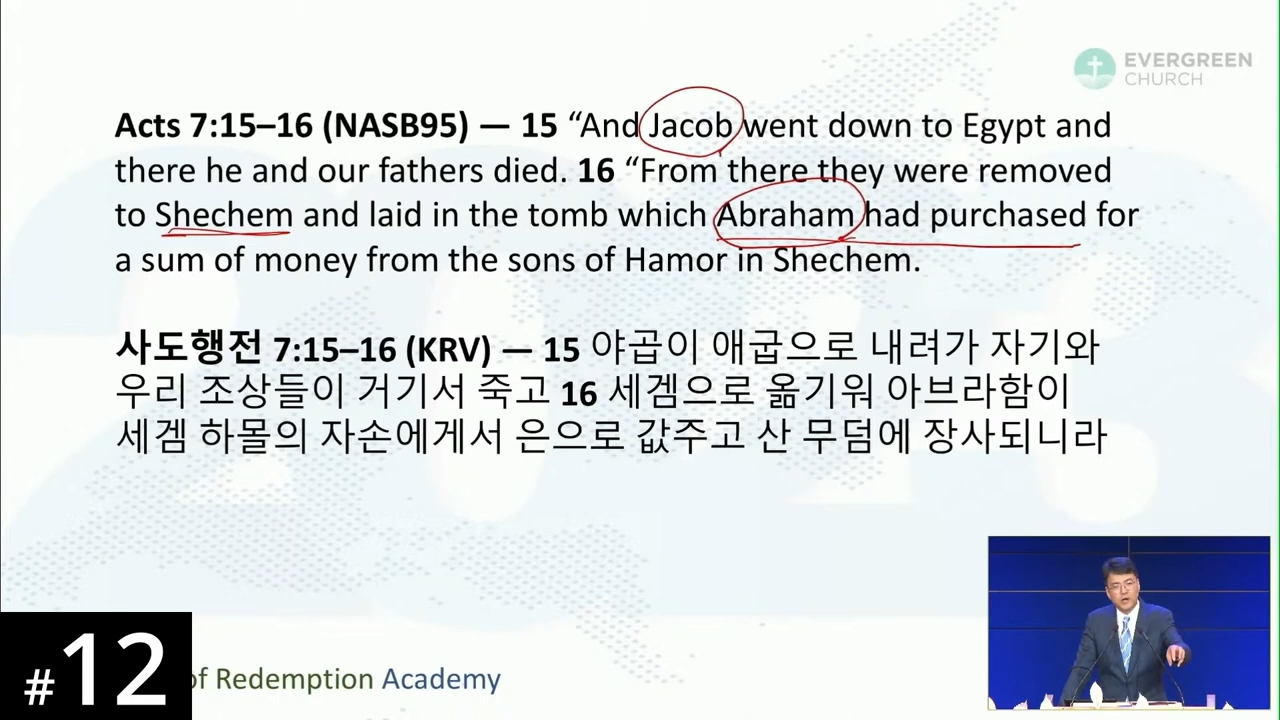 EVERGREEN
CHURCH
Acts 7:15–16 (NASB95) — 15 “And Jacob went down to Egypt and
there he and our fathers died. 16 “From there they were removed
to Shechem and laid in the tomb which Abraham had purchased for
a sum of money from the sons of Hamor in Shechem.
사도행전 7:15–16 (KRV) — 15 야곱이 애굽으로 내려가 자기와
우리 조상들이 거기서 죽고 16 세겜으로 옮기워 아브라함이
세겜 하몰의 자손에게서 은으로 값주고 산 무덤에 장사되니라
#12
of Redemption Academy